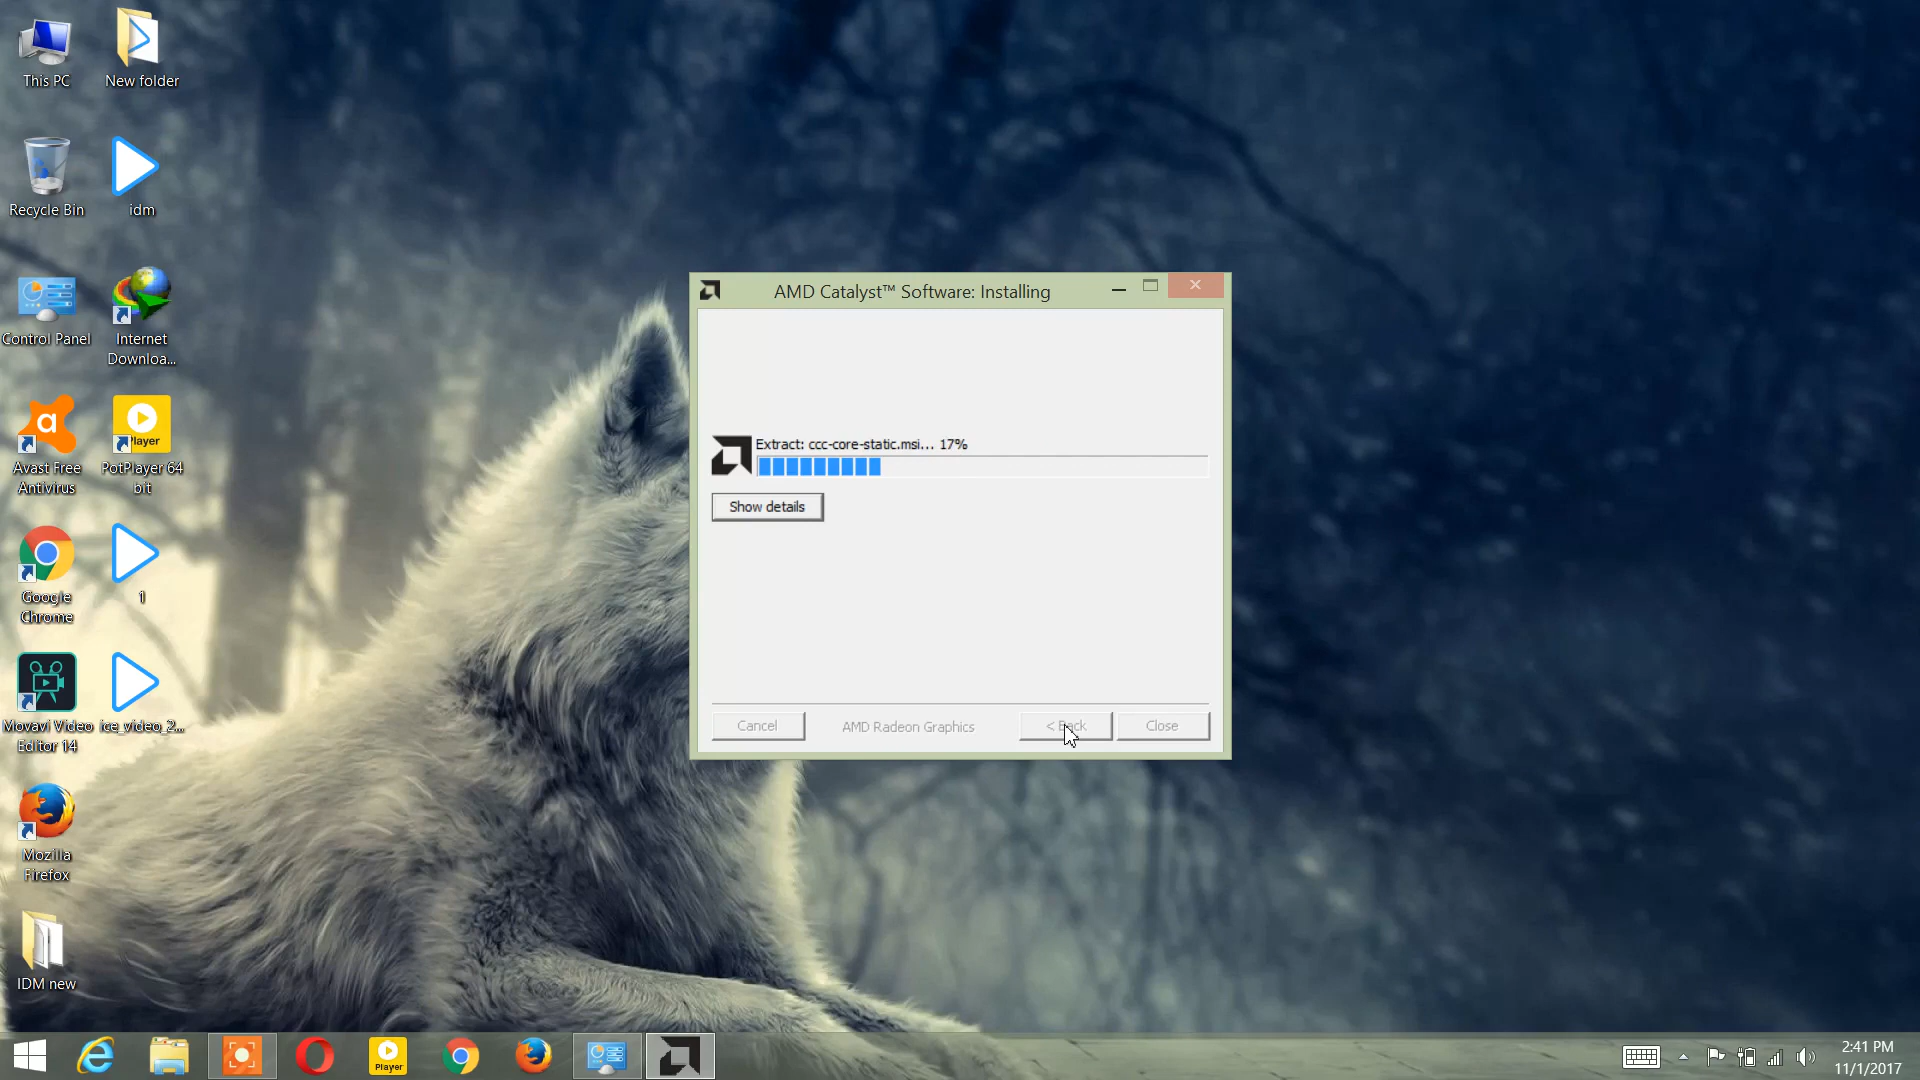 This PC
New folder
Recycle Bin
idm
Control Panel
Internet
Downloa...
a
Player
Avast Free
Antivirus
PotPlayer 64
bit
Google
Chrome
1
Movavi Video
Editor 14
ice_video_2...
Mozilla
Firefox
IDM new
AMD Catalyst™ Software: Installing
Extract: ccc-core-static.msi... 17%
Show details
Cancel
AMD Radeon Graphics
< Back
Close
Player
2:41 PM
11/1/2017